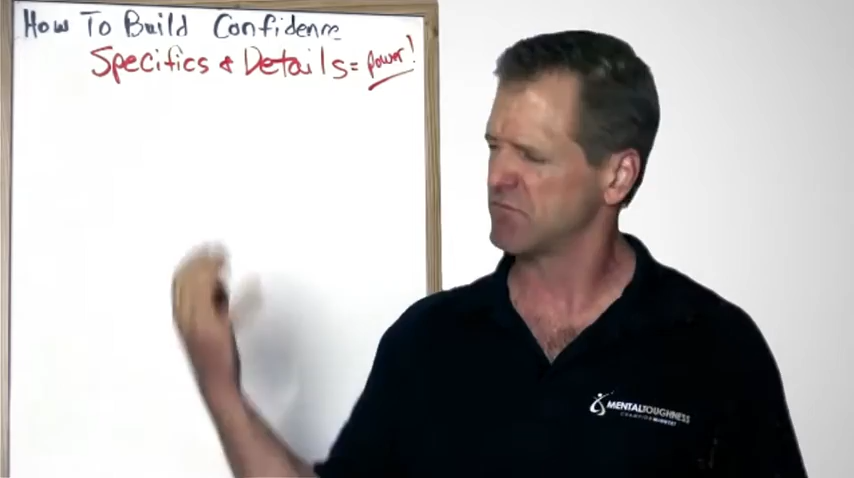 How To Build Confidence
Specifics & Details = power!
MENTALTOUGHNESS